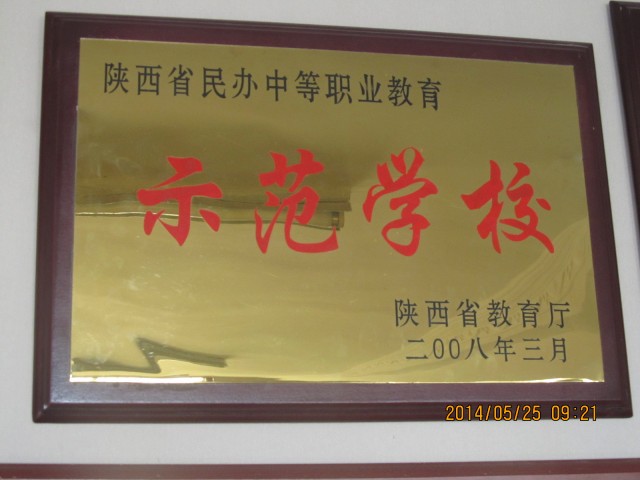 陕西省民办中等职业教育
示范学校
陕西省教育厅
二00八年三月
2014/05/25 09:21